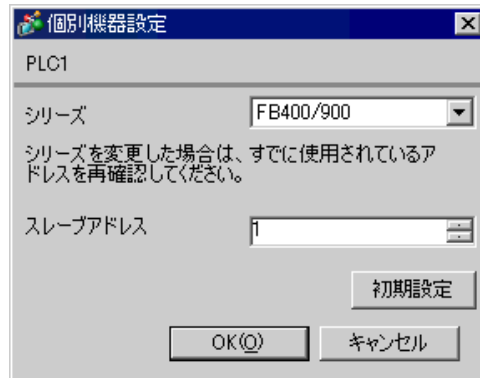 個別機器設定
PLC1
シリーズ FB400/900
シリーズを変更した場合は、すでに使用されているア
ドレスを再確認してください。
スレーブアドレス 1
初期設定
OK(O) キャンセル